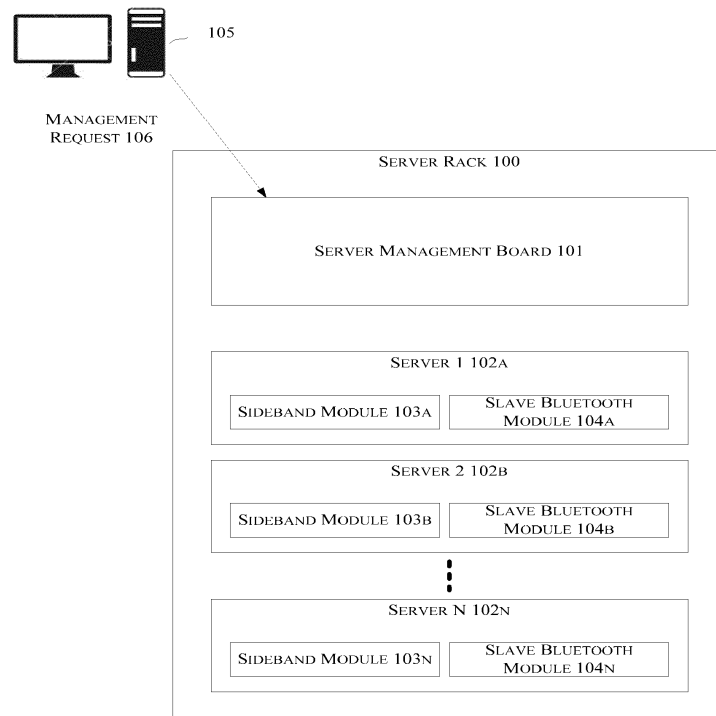 105
MANAGEMENT
REQUEST 106
SERVER RACK 100
SERVER MANAGEMENT BOARD 101
SERVER 1 102A
SIDEBAND MODULE 103A
SLAVE BLUETOOTH
MODULE 104A
SERVER 2 102B
SIDEBAND MODULE 103B
SLAVE BLUETOOTH
MODULE 104B
SERVER N 102N
SIDEBAND MODULE 103N
SLAVE BLUETOOTH
MODULE 104N